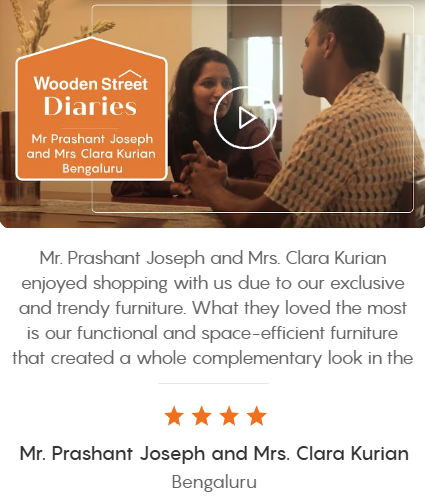 Wooden Street
Diaries
Mr Prashant Joseph
and Mrs Clara Kurian
Bengaluru
Mr. Prashant Joseph and Mrs. Clara Kurian
enjoyed shopping with us due to our exclusive
and trendy furniture. What they loved the most
is our functional and space-efficient furniture
that created a whole complementary look in the
Mr. Prashant Joseph and Mrs. Clara Kurian
Bengaluru